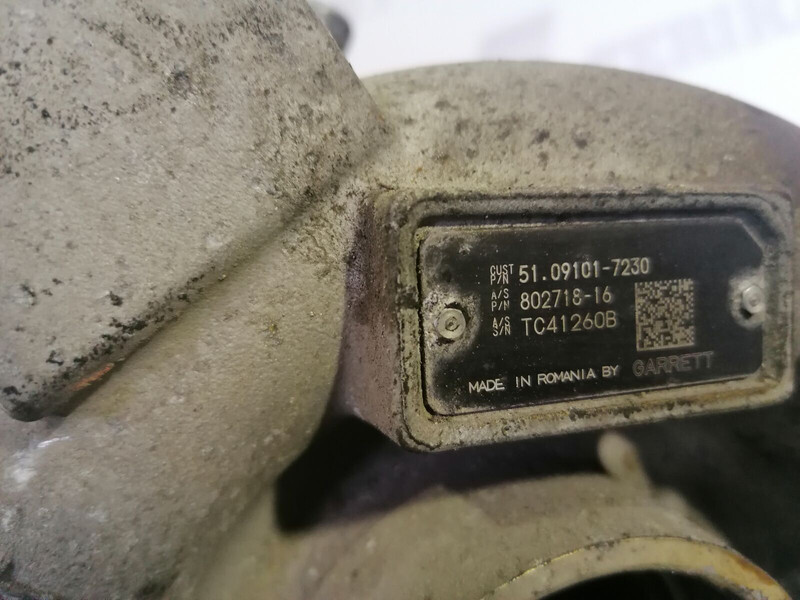 CUST P/N 51.09101-7230
A/S P/N 802718-16
A/S S/N TC41260B
MADE IN ROMANIA BY GARRETT